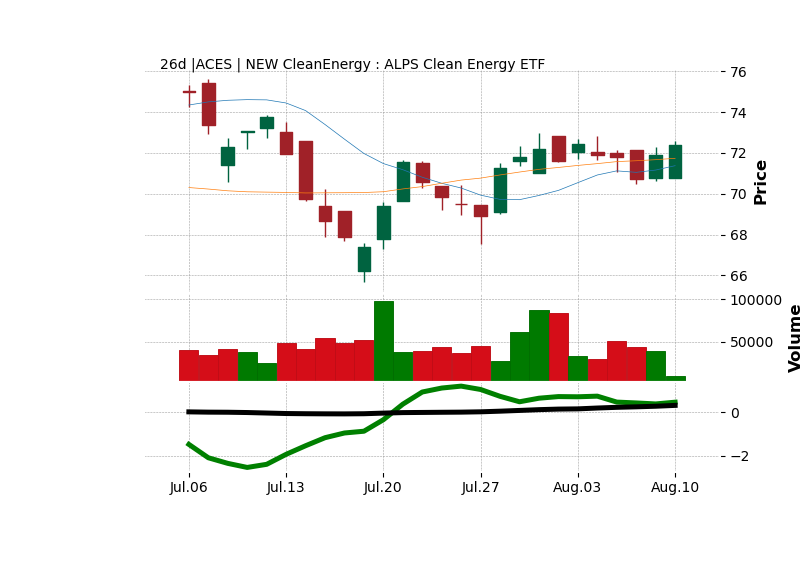 26d |ACES | NEW CleanEnergy : ALPS Clean Energy ETF
76
74
72
70
68
66
Price
100000
50000
Volume
0
−2
Jul.06 Jul.13 Jul.20 Jul.27 Aug.03 Aug.10